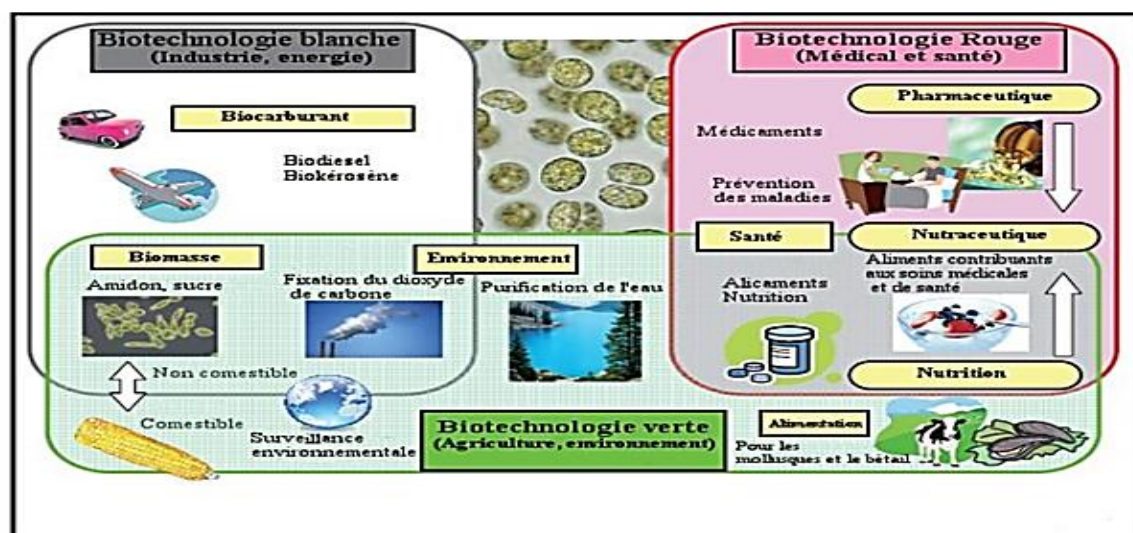 Biotechnologie blanche
(Industrie, energie)
Biocarburant
Biodiesel
Biokérosène
Biotechnologie Rouge
(Médical et santé)
Pharmaceutique
Médicaments
Prévention
des maladies
Santé
Nutraceutique
Alicaments
Nutrition
Aliments contribuants
aux soins médicales
et de santé
Nutrition
Biomasse
Amidon, sucre
Environnement
Fixation du dioxyde
de carbone
Purification de l'eau
Non comestible
Comestible
Surveillance
environnementale
Biotechnologie verte
(Agriculture, environnement)
Alimentation
Pour les
mollusques et le bétail